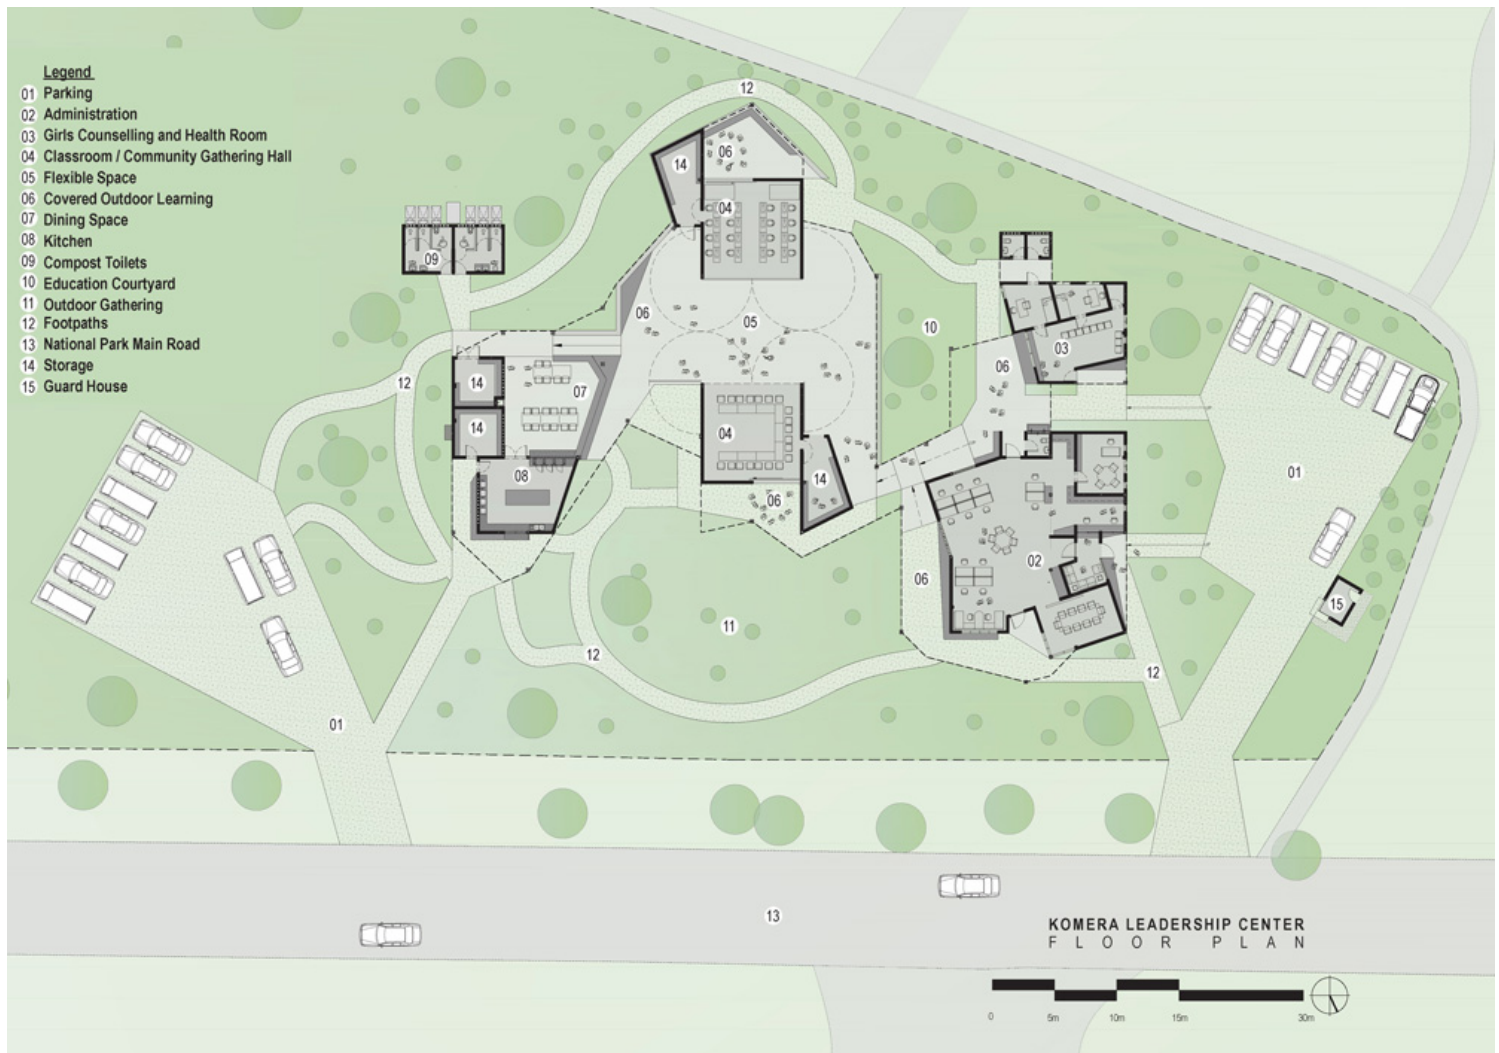 Legend
01 Parking
02 Administration
03 Girls Counselling and Health Room
04 Classroom / Community Gathering Hall
05 Flexible Space
06 Covered Outdoor Learning
07 Dining Space
08 Kitchen
09 Compost Toilets
10 Education Courtyard
11 Outdoor Gathering
12 Footpaths
13 National Park Main Road
14 Storage
15 Guard House
12
06
14
04
09
06
05
10
03
06
12
14
07
14
04
01
08
14
06
02
06
15
11
12
12
01
13
KOMERA LEADERSHIP CENTER
FLOOR PLAN
0 5m 10m 15m 30m